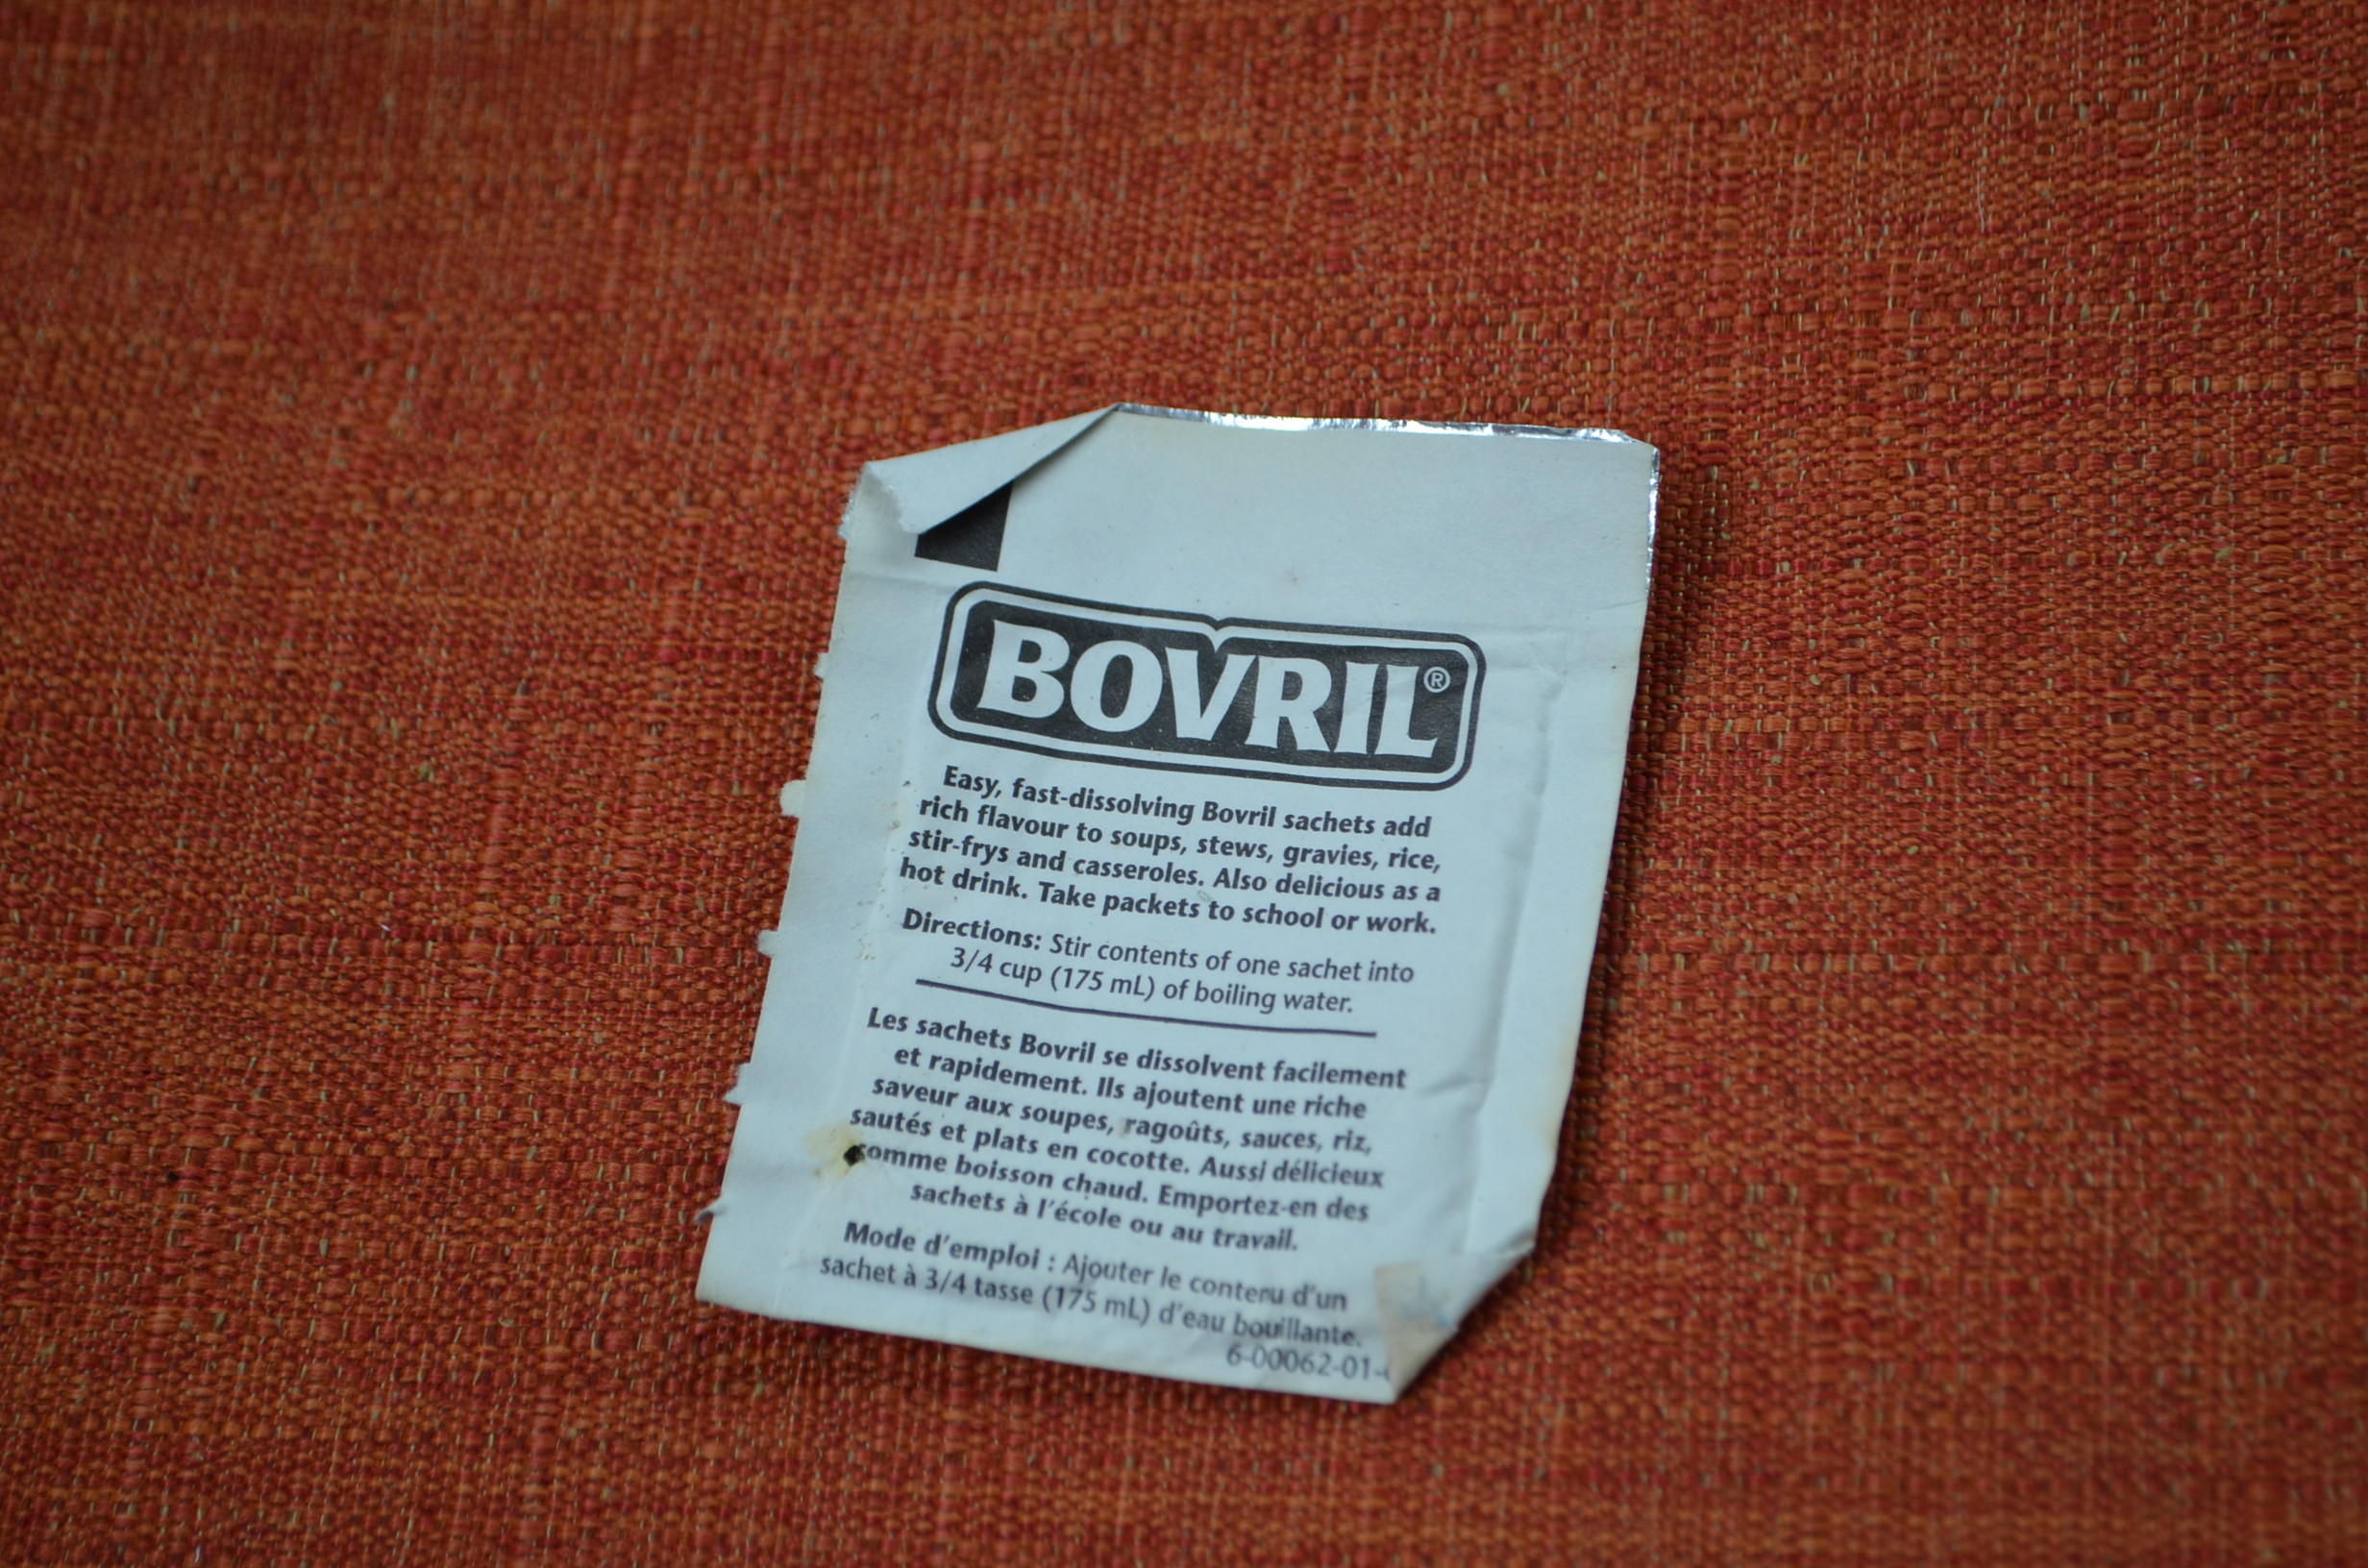 BOVRIL®
Easy, fast-dissolving Bovril sachets add
rich flavour to soups, stews, gravies, rice,
stir-frys and casseroles. Also delicious as a
hot drink. Take packets to school or work.
Directions: Stir contents of one sachet into
3/4 cup (175 mL) of boiling water.
Les sachets Bovril se dissolvent facilement
et rapidement. Ils ajoutent une riche
saveur aux soupes, ragoûts, sauces, riz,
sautés et plats en cocotte. Aussi délicieux
comme boisson chaud. Emportez-en des
sachets à l'école ou au travail.
Mode d'emploi : Ajouter le contenu d'un
sachet à 3/4 tasse (175 mL) d'eau bouillante.
6-00062-01-